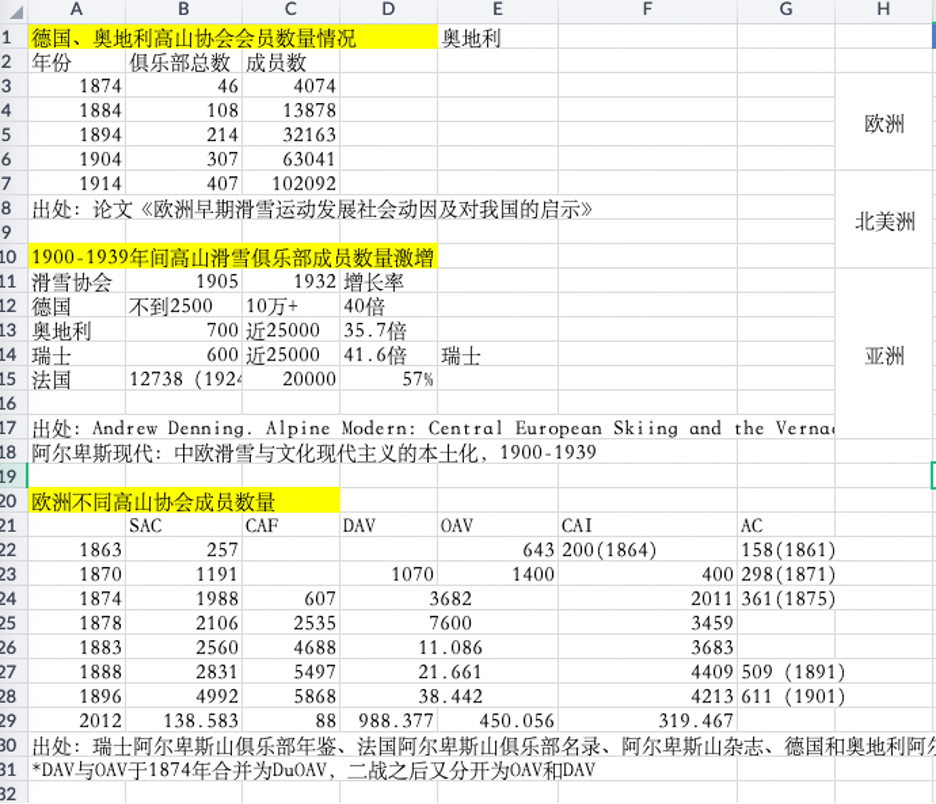 A B C D E F G H
1 德国、奥地利高山协会会员数量情况 奥地利
2 年份 俱乐部总数 成员数
3 1874 46 4074
4 1884 108 13878
欧洲
5 1894 214 32163
6 1904 307 63041
7 1914 407 102092
8 出处：论文《欧洲早期滑雪运动发展社会动因及对我国的启示》
北美洲
9
10 1900-1939年间高山滑雪俱乐部成员数量激增
11 滑雪协会 1905 1932 增长率
12 德国 不到2500 10万+ 40倍
13 奥地利 700 近25000 35.7倍
14 瑞士 600 近25000 41.6倍 瑞士 亚洲
15 法国 12738 (1924 20000 57%
16
17 出处：Andrew Denning. Alpine Modern: Central European Skiing and the Verna
18 阿尔卑斯现代：中欧滑雪与文化现代主义的本土化，1900-1939
19
20 欧洲不同高山协会成员数量
21 SAC CAF DAV OAV CAI AC
22 1863 257 643 200(1864) 158(1861)
23 1870 1191 1070 1400 400 298(1871)
24 1874 1988 607 3682 2011 361(1875)
25 1878 2106 2535 7600 3459
26 1883 2560 4688 11.086 3683
27 1888 2831 5497 21.661 4409 509 (1891)
28 1896 4992 5868 38.442 4213 611 (1901)
29 2012 138.583 88 988.377 450.056 319.467
30 出处：瑞士阿尔卑斯山俱乐部年鉴、法国阿尔卑斯山俱乐部名录、阿尔卑斯山杂志、德国和奥地利阿尔
31 *DAV与OAV于1874年合并为DuOAV，二战之后又分开为OAV和DAV
32